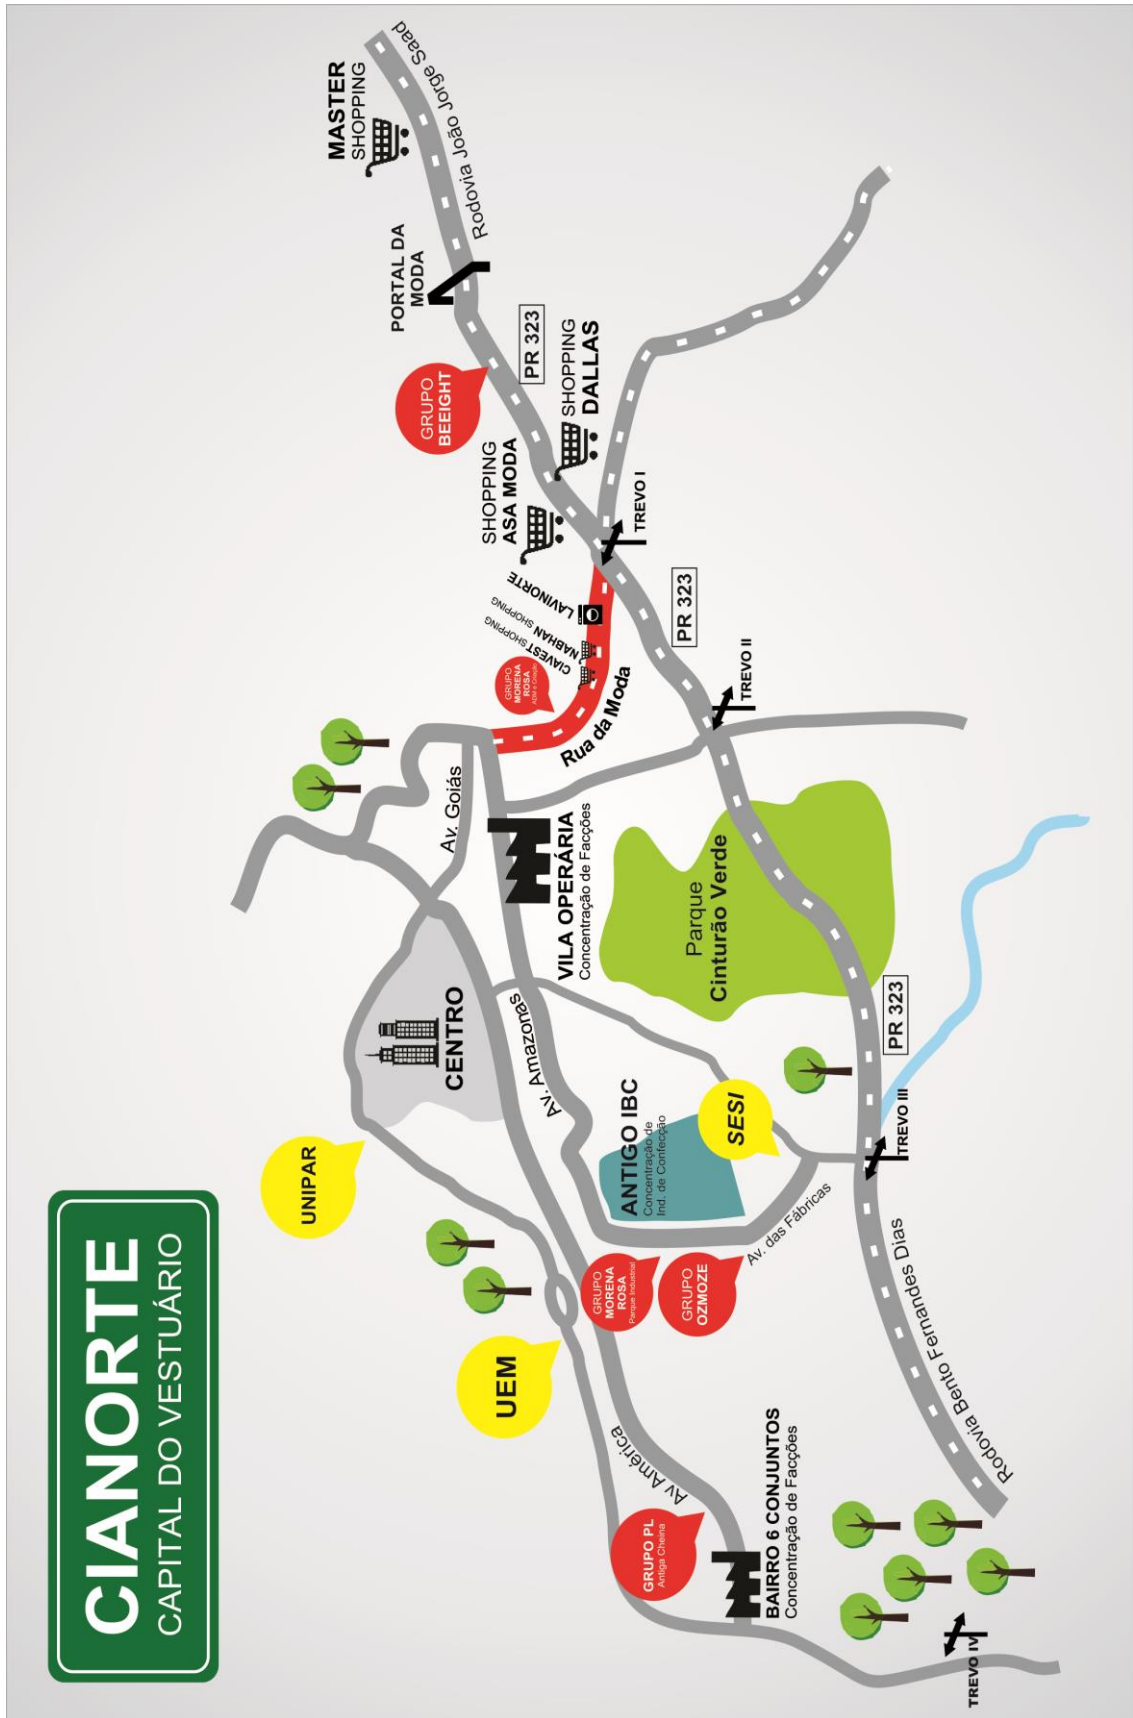 CIANORTE
CAPITAL DO VESTUÁRIO
UNIPAR
UEM
CENTRO
Av. Goiás
Av. Amazonas
Av América
GRUPO PL
Antiga Cheina
BAIRRO 6 CONJUNTOS
Concentração de Facções
TREVO IV
GRUPO
MORENA
ROSA
Parque Industrial
GRUPO
OZMOZE
Av. das Fábricas
ANTIGO IBC
Concentração de
Ind. de Confecção
SESI
VILA OPERÁRIA
Concentração de Facções
Parque
Cinturão Verde
Rodovia Bento Fernandes Dias
TREVO III
PR 323
TREVO II
PR 323
Rua da Moda
GRUPO
MORENA
ROSA
ADM e Criação
CIAVEST SHOPPING
NABHAN SHOPPING
LAVINORTE
TREVO I
SHOPPING
ASA MODA
SHOPPING
DALLAS
GRUPO
BEEIGHT
PR 323
PORTAL DA
MODA
MASTER
SHOPPING
Rodovia João Jorge Saad